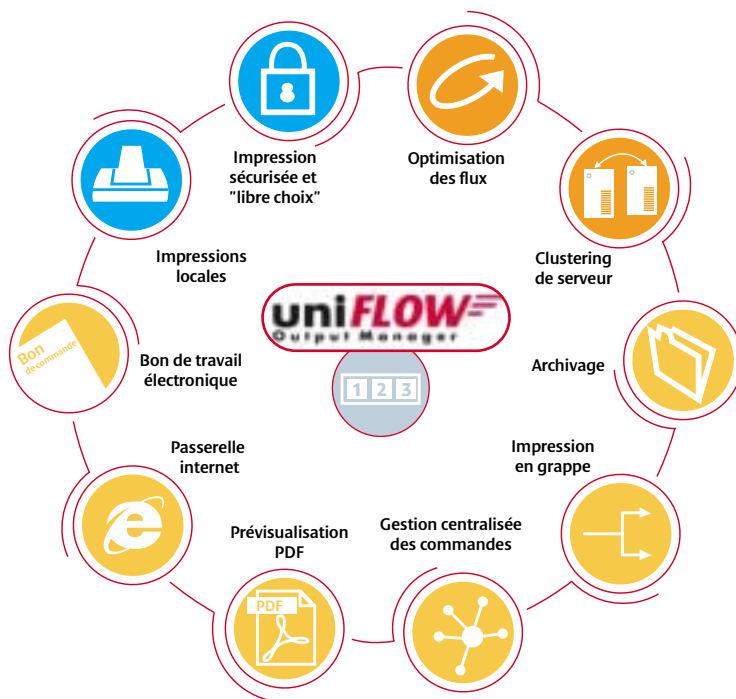 Impression
sécurisée et
"libre choix"
Optimisation
des flux
Clustering
de serveur
Archivage
Impression
en grappe
Gestion centralisée
des commandes
Prévisualisation
PDF
PDF
Passerelle
internet
Bon de travail
électronique
Bon
de commande
Impressions
locales
uniFLOW
Output Manager
1 2 3